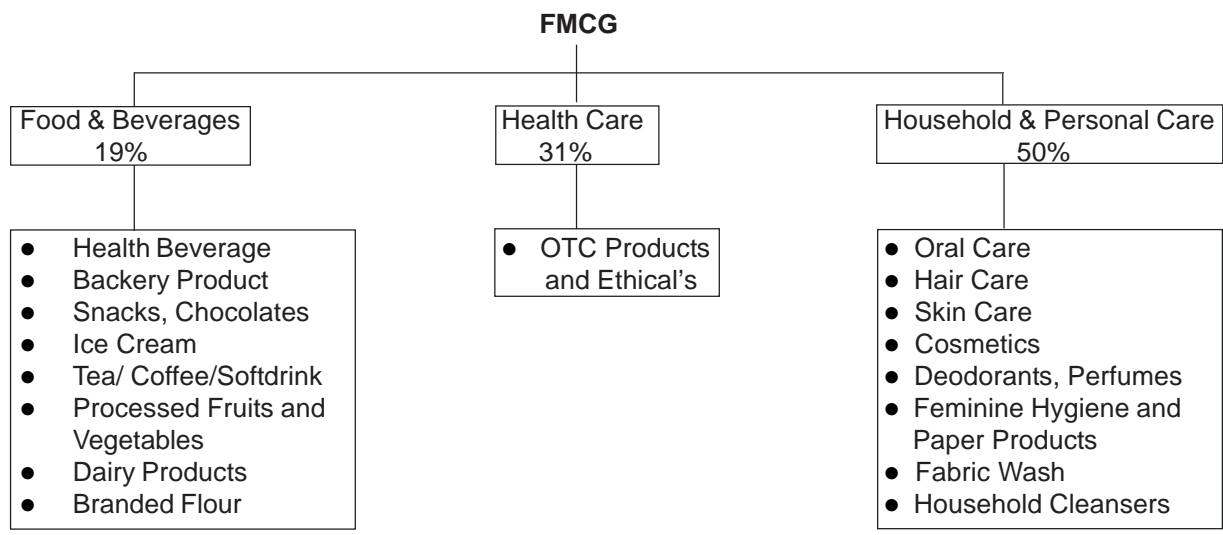 FMCG
Food & Beverages
19%
Health Care
31%
Household & Personal Care
50%
● Health Beverage
● Backery Product
● Snacks, Chocolates
● Ice Cream
● Tea/ Coffee/Softdrink
● Processed Fruits and
Vegetables
● Dairy Products
● Branded Flour
● OTC Products
and Ethical's
● Oral Care
● Hair Care
● Skin Care
● Cosmetics
● Deodorants, Perfumes
● Feminine Hygiene and
Paper Products
● Fabric Wash
● Household Cleansers